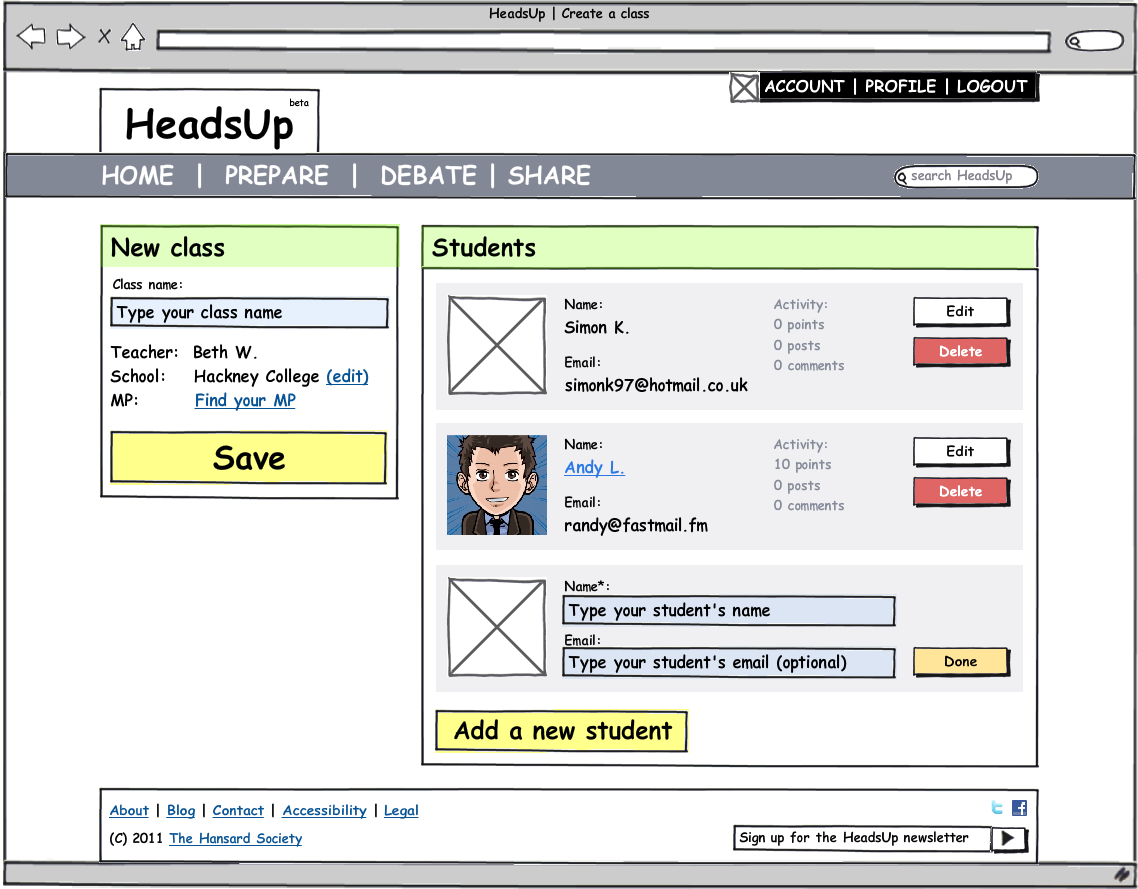 HeadsUp | Create a class
X
ACCOUNT | PROFILE | LOGOUT
beta
HeadsUp
HOME | PREPARE | DEBATE | SHARE
search HeadsUp
New class
Class name:
Type your class name
Teacher: Beth W.
School: Hackney College (edit)
MP: Find your MP
Save
Students
Name:
Simon K.
Email:
simonk97@hotmail.co.uk
Activity:
0 points
0 posts
0 comments
Edit
Delete
Name:
Andy L.
Email:
randy@fastmail.fm
Activity:
10 points
0 posts
0 comments
Edit
Delete
Name*:
Type your student's name
Email:
Type your student's email (optional)
Done
Add a new student
About | Blog | Contact | Accessibility | Legal
(C) 2011 The Hansard Society
Sign up for the HeadsUp newsletter